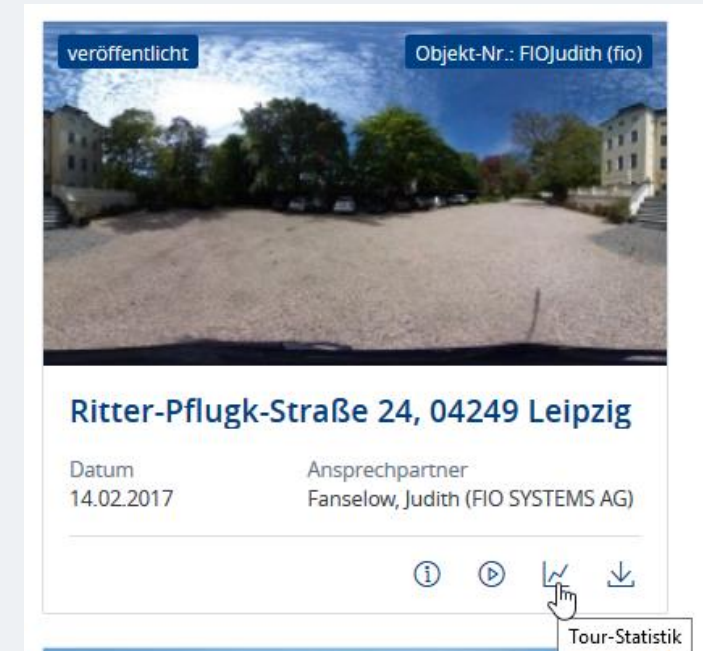 veröffentlicht
Objekt-Nr.: FIOJudith (fio)
Ritter-Pflugk-Straße 24, 04249 Leipzig
Datum
Ansprechpartner
14.02.2017
Fanselow, Judith (FIO SYSTEMS AG)
Tour-Statistik